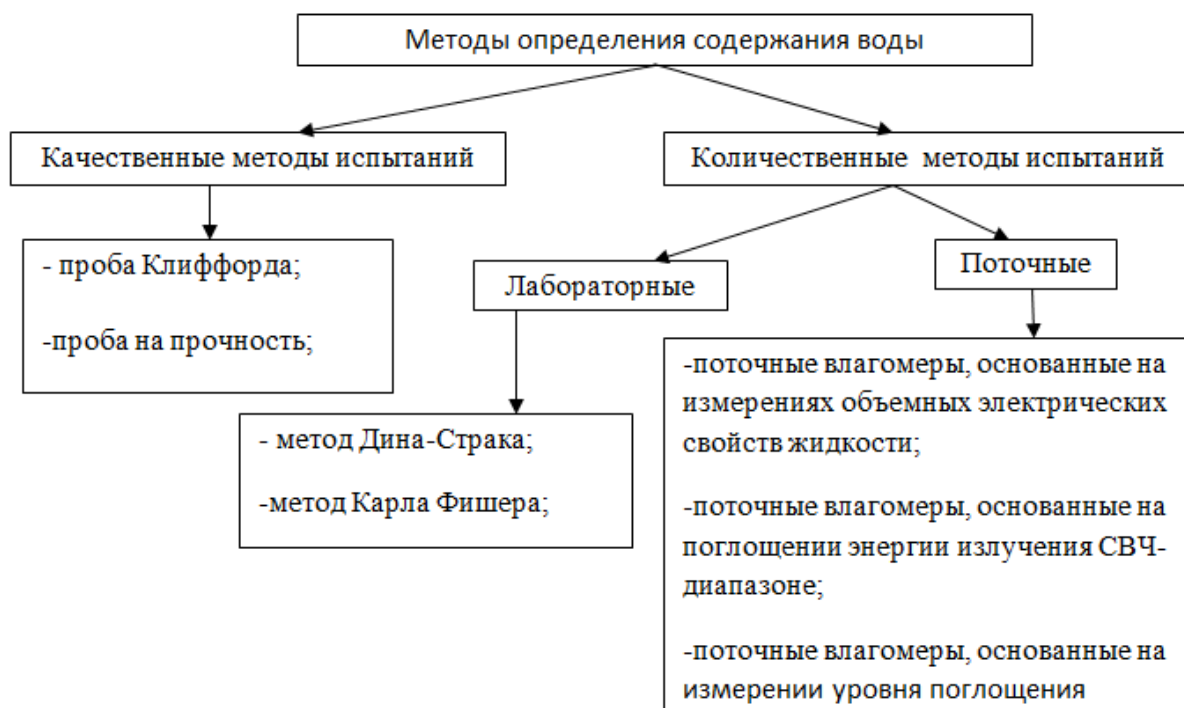 Методы определения содержания воды
Качественные методы испытаний
Количественные методы испытаний
- проба Клиффорда;
-проба на прочность;
Лабораторные
Поточные
- метод Дина-Страка;
-метод Карла Фишера;
-поточные влагомеры, основанные на
измерениях объемных электрических
свойств жидкости;
-поточные влагомеры, основанные на
поглощении энергии излучения СВЧ-
диапазоне;
-поточные влагомеры, основанные на
измерении уровня поглощения